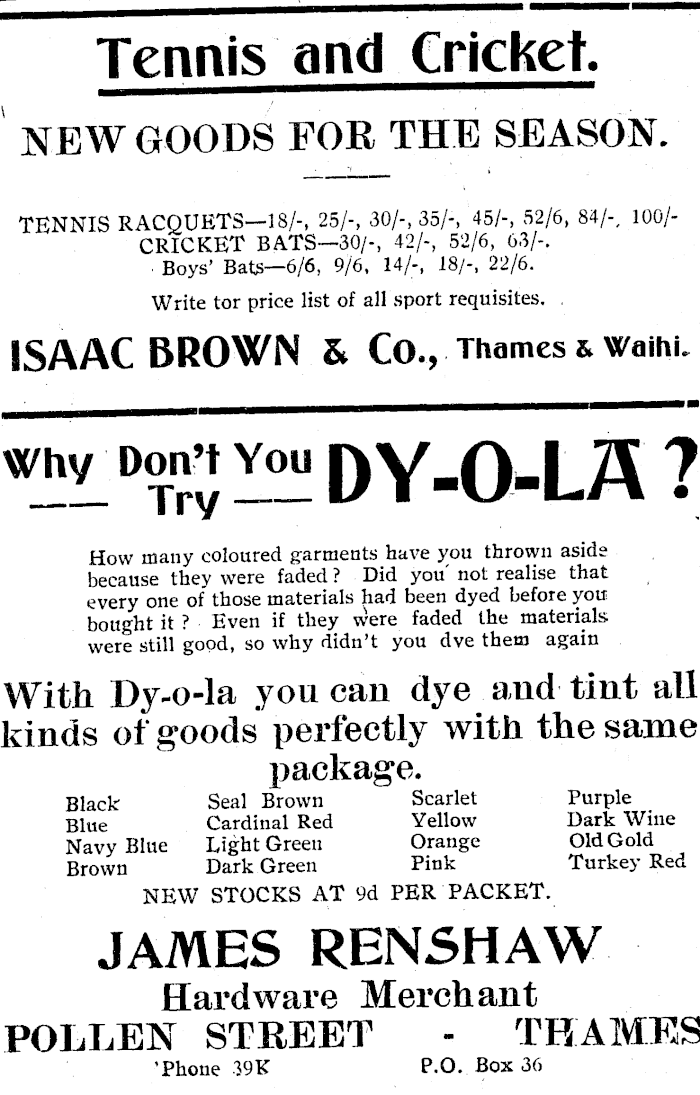 Tennis and Cricket.
NEW GOODS FOR THE SEASON.
TENNIS RACQUETS—18/-, 25/-, 30/-, 35/-, 45/-, 52/6, 84/-, 100/-
CRICKET BATS—30/-, 42/-, 52/6, 63/-.
Boys' Bats—6/6, 9/6, 14/-, 18/-, 22/6.
Write tor price list of all sport requisites.
ISAAC BROWN & Co., Thames & Waihi.
Why Don't You Try DY-O-LA ?
How many coloured garments have you thrown aside
because they were faded ? Did you not realise that
every one of those materials had been dyed before you
bought it ? Even if they were faded the materials
were still good, so why didn't you dve them again
With Dy-o-la you can dye and tint all
kinds of goods perfectly with the same
package.
Black Seal Brown Scarlet Purple
Blue Cardinal Red Yellow Dark Wine
Navy Blue Light Green Orange Old Gold
Brown Dark Green Pink Turkey Red
NEW STOCKS AT 9d PER PACKET.
JAMES RENSHAW
Hardware Merchant
POLLEN STREET - THAMES
'Phone 39K P.O. Box 36